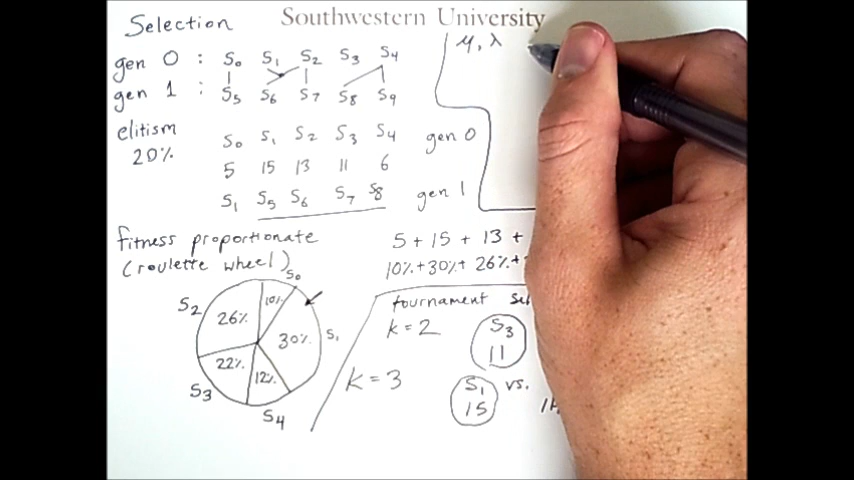 Southwestern University
Selection
gen 0 : S0 S1 S2 S3 S4
gen 1 : S5 S6 S7 S8 S9
μ, λ
elitism
20%
S0 S1 S2 S3 S4 gen 0
5 15 13 11 6
S1 S5 S6 S7 S8 gen 1
fitness proportionate
(roulette wheel)
5 + 15 + 13 +
10% + 30% + 26% +
S0
S1
S2
S3
S4
10%
30%
26%
22%
12%
tournament
k = 2
S3
11
k = 3
S1
15
vs.